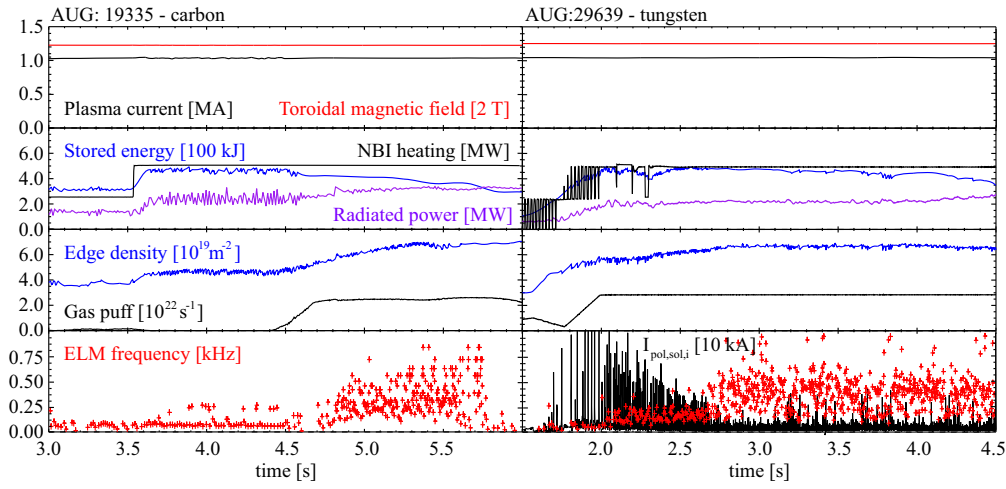 AUG: 19335 - carbon
AUG:29639 - tungsten
1.5
1.0
0.5
0.0
Plasma current [MA]
Toroidal magnetic field [2 T]
6.0
4.0
2.0
0.0
Stored energy [100 kJ]
NBI heating [MW]
Radiated power [MW]
6.0
4.0
2.0
0.0
Edge density [10¹⁹m⁻²]
Gas puff [10²² s⁻¹]
0.75
0.50
0.25
0.00
ELM frequency [kHz]
I pol,sol,i [10 kA]
3.0 3.5 4.0 4.5 5.0 5.5
2.0 2.5 3.0 3.5 4.0 4.5
time [s]
time [s]